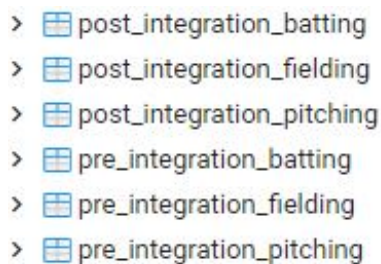 post_integration_batting
post_integration_fielding
post_integration_pitching
pre_integration_batting
pre_integration_fielding
pre_integration_pitching